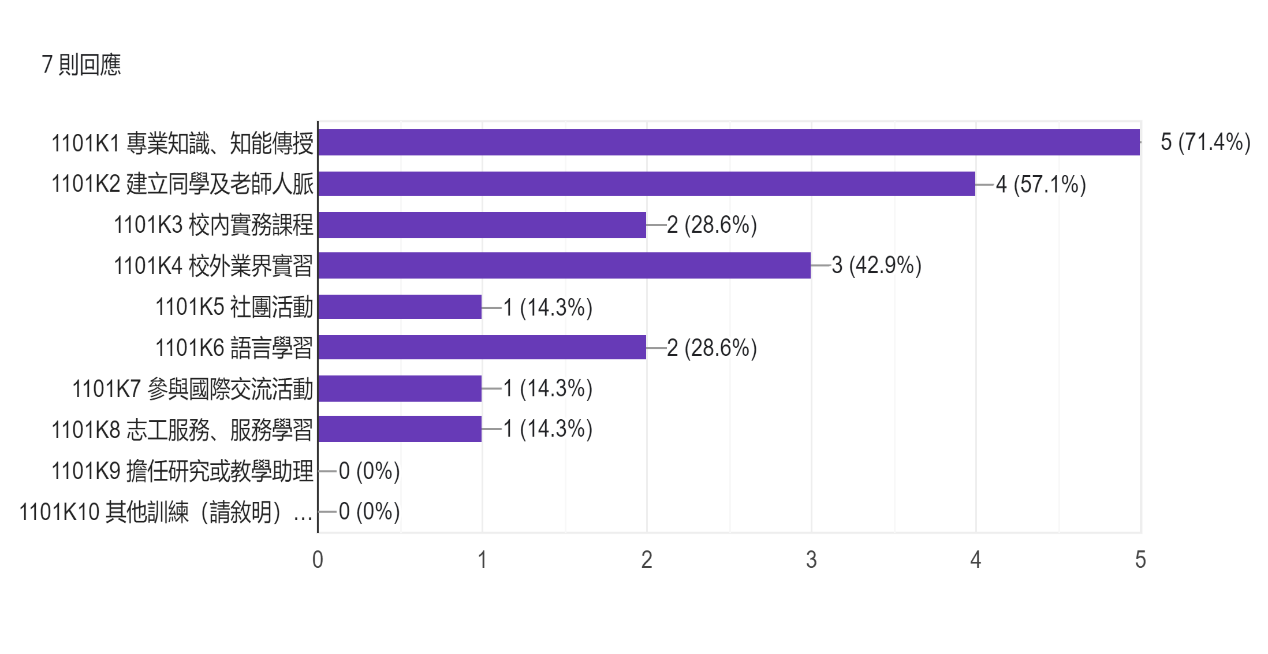 7 則回應
1101K1 專業知識、知能傳授 5 (71.4%)
1101K2 建立同學及老師人脈 4 (57.1%)
1101K3 校內實務課程 2 (28.6%)
1101K4 校外業界實習 3 (42.9%)
1101K5 社團活動 1 (14.3%)
1101K6 語言學習 2 (28.6%)
1101K7 參與國際交流活動 1 (14.3%)
1101K8 志工服務、服務學習 1 (14.3%)
1101K9 擔任研究或教學助理 0 (0%)
1101K10 其他訓練（請敘明）… 0 (0%)
0 1 2 3 4 5